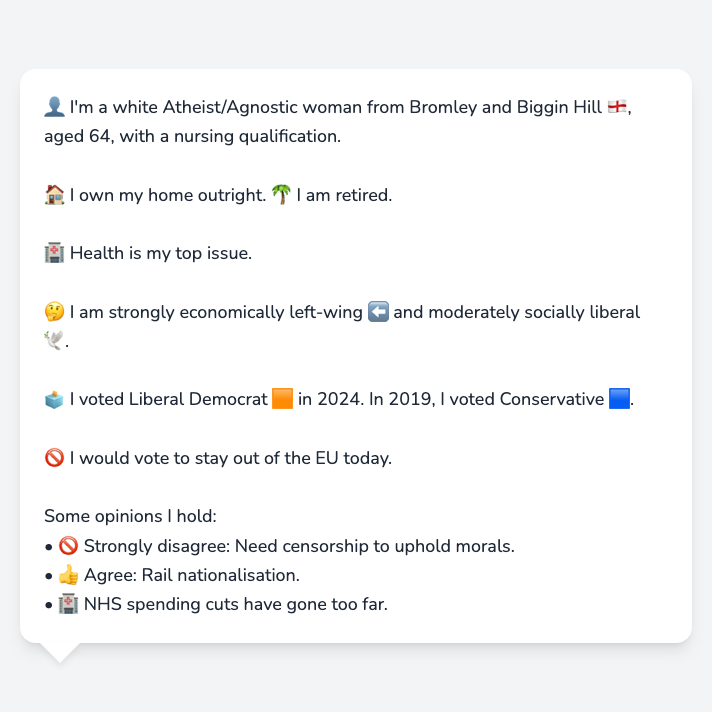 👤 I'm a white Atheist/Agnostic woman from Bromley and Biggin Hill 🏴󠁧󠁢󠁥󠁮󠁧󠁿,
aged 64, with a nursing qualification.
🏠 I own my home outright. 🌴 I am retired.
🏥 Health is my top issue.
🤔 I am strongly economically left-wing ⬅️ and moderately socially liberal
🕊️.
🗳️ I voted Liberal Democrat 🟧 in 2024. In 2019, I voted Conservative 🟦.
🚫 I would vote to stay out of the EU today.
Some opinions I hold:
• 🚫 Strongly disagree: Need censorship to uphold morals.
• 👍 Agree: Rail nationalisation.
• 🏥 NHS spending cuts have gone too far.